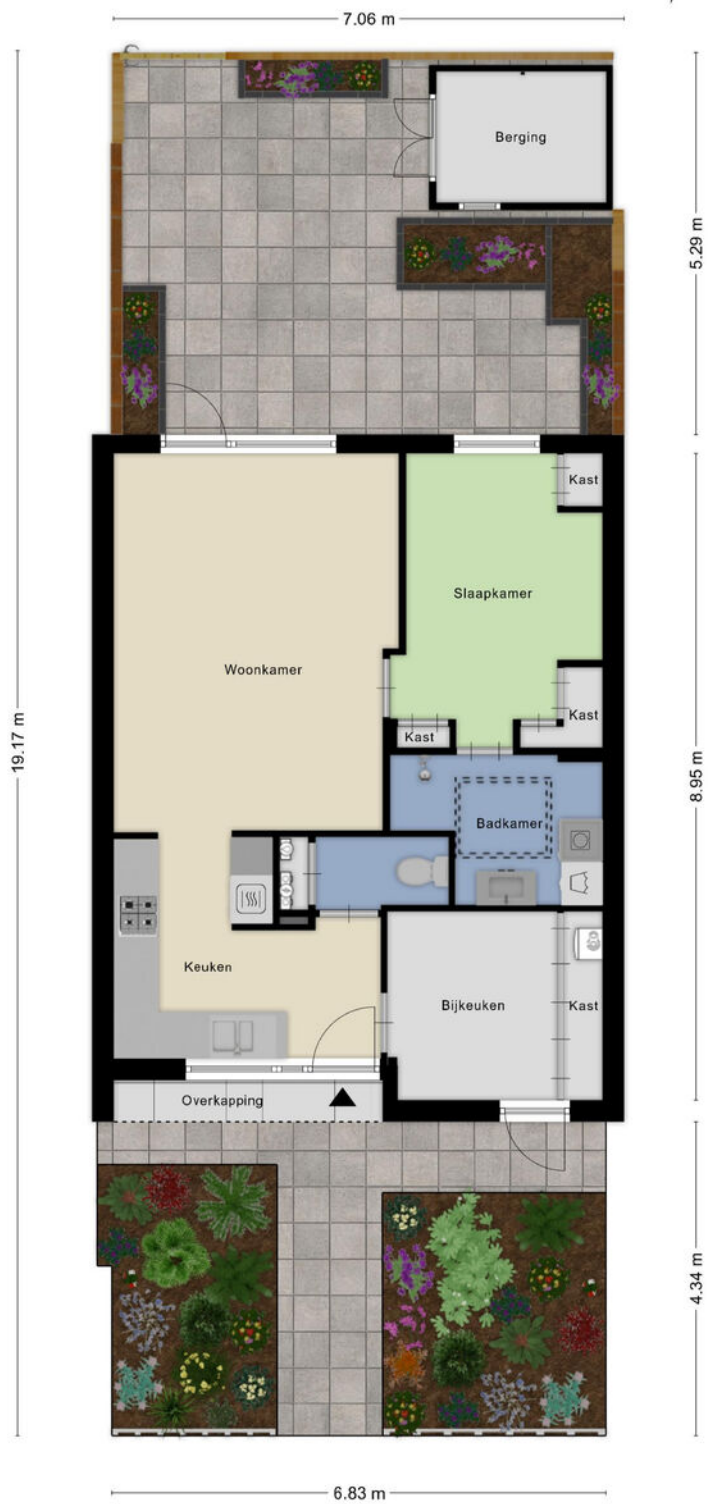 7.06 m
Berging
5.29 m
Kast
Slaapkamer
Woonkamer
Kast
Kast
19.17 m
8.95 m
Badkamer
Keuken
Bijkeuken
Kast
Overkapping
4.34 m
6.83 m